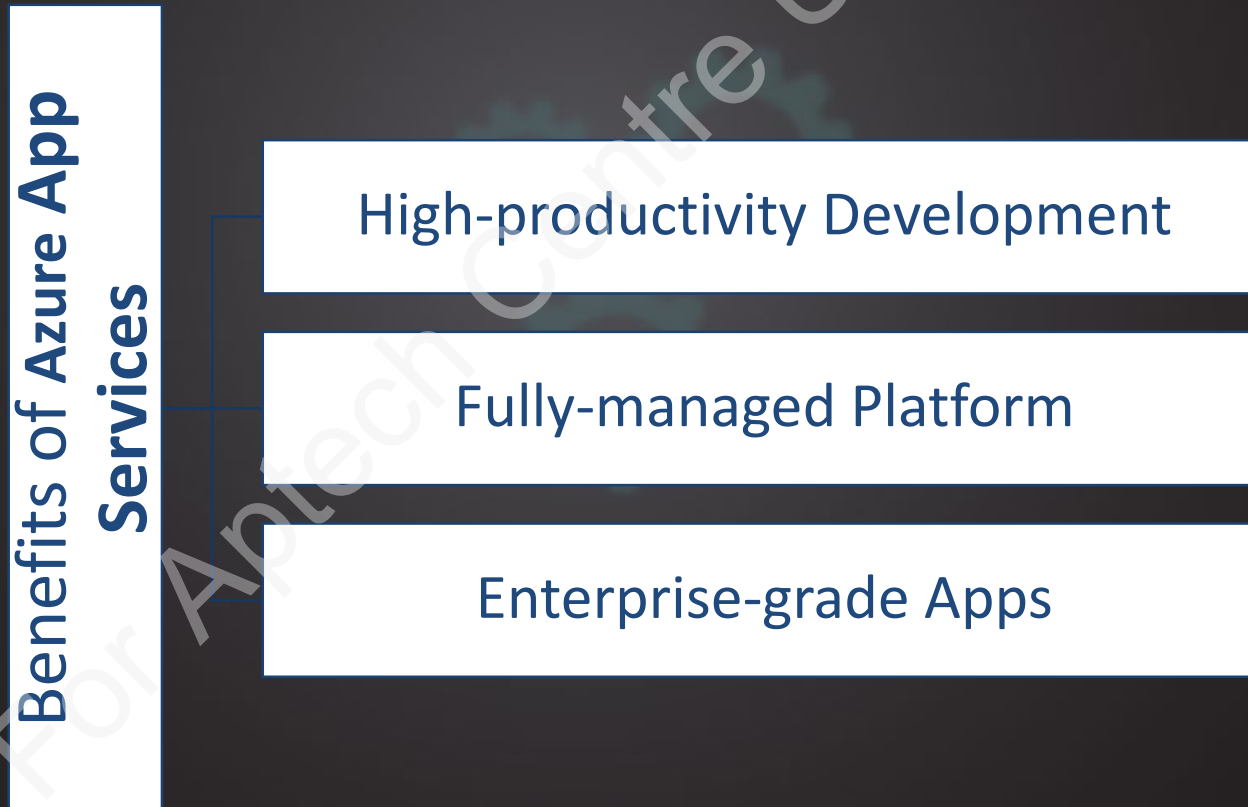 Benefits of Azure App
Services
High-productivity Development
Fully-managed Platform
Enterprise-grade Apps
For Aptech Centre